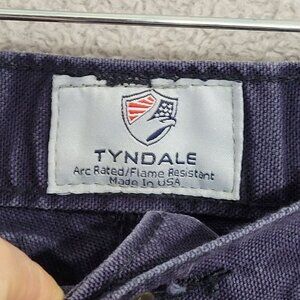 TYNDALE
Arc Rated/Flame Resistant
Made In USA